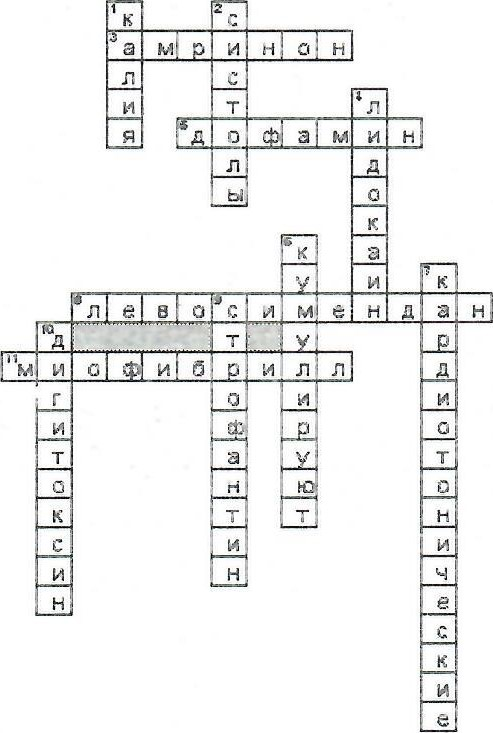 1 калия
2 систолы
3 амринон
4 лидокаин
5 дофамин
6 кумулируют
7 кардиотонические
8 левосимендан
9 строфантин
10 дигитоксин
11 миофибрилл